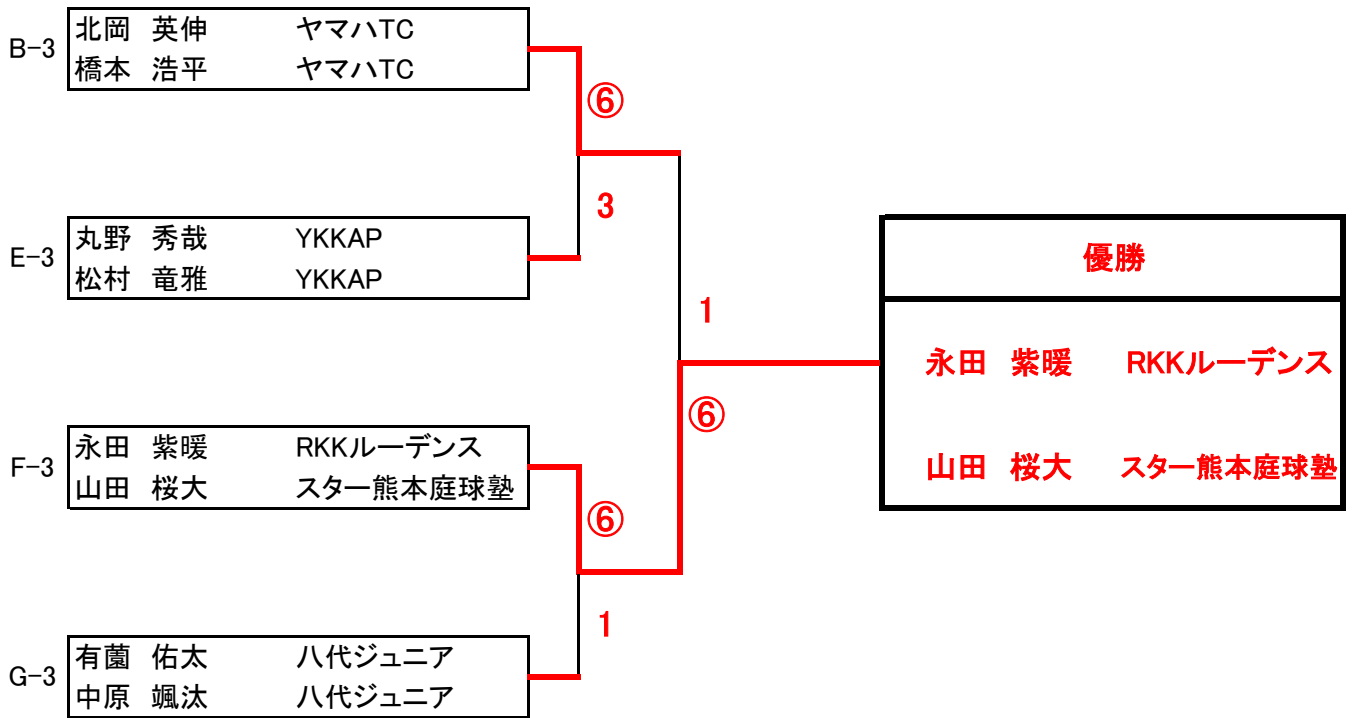 B-3
北岡 英伸 ヤマハTC
橋本 浩平 ヤマハTC
⑥
3
E-3
丸野 秀哉 YKKAP
松村 竜雅 YKKAP
1
優勝
永田 紫暖 RKKルーデンス
山田 桜大 スター熊本庭球塾
⑥
F-3
永田 紫暖 RKKルーデンス
山田 桜大 スター熊本庭球塾
⑥
1
G-3
有薗 佑太 八代ジュニア
中原 颯汰 八代ジュニア